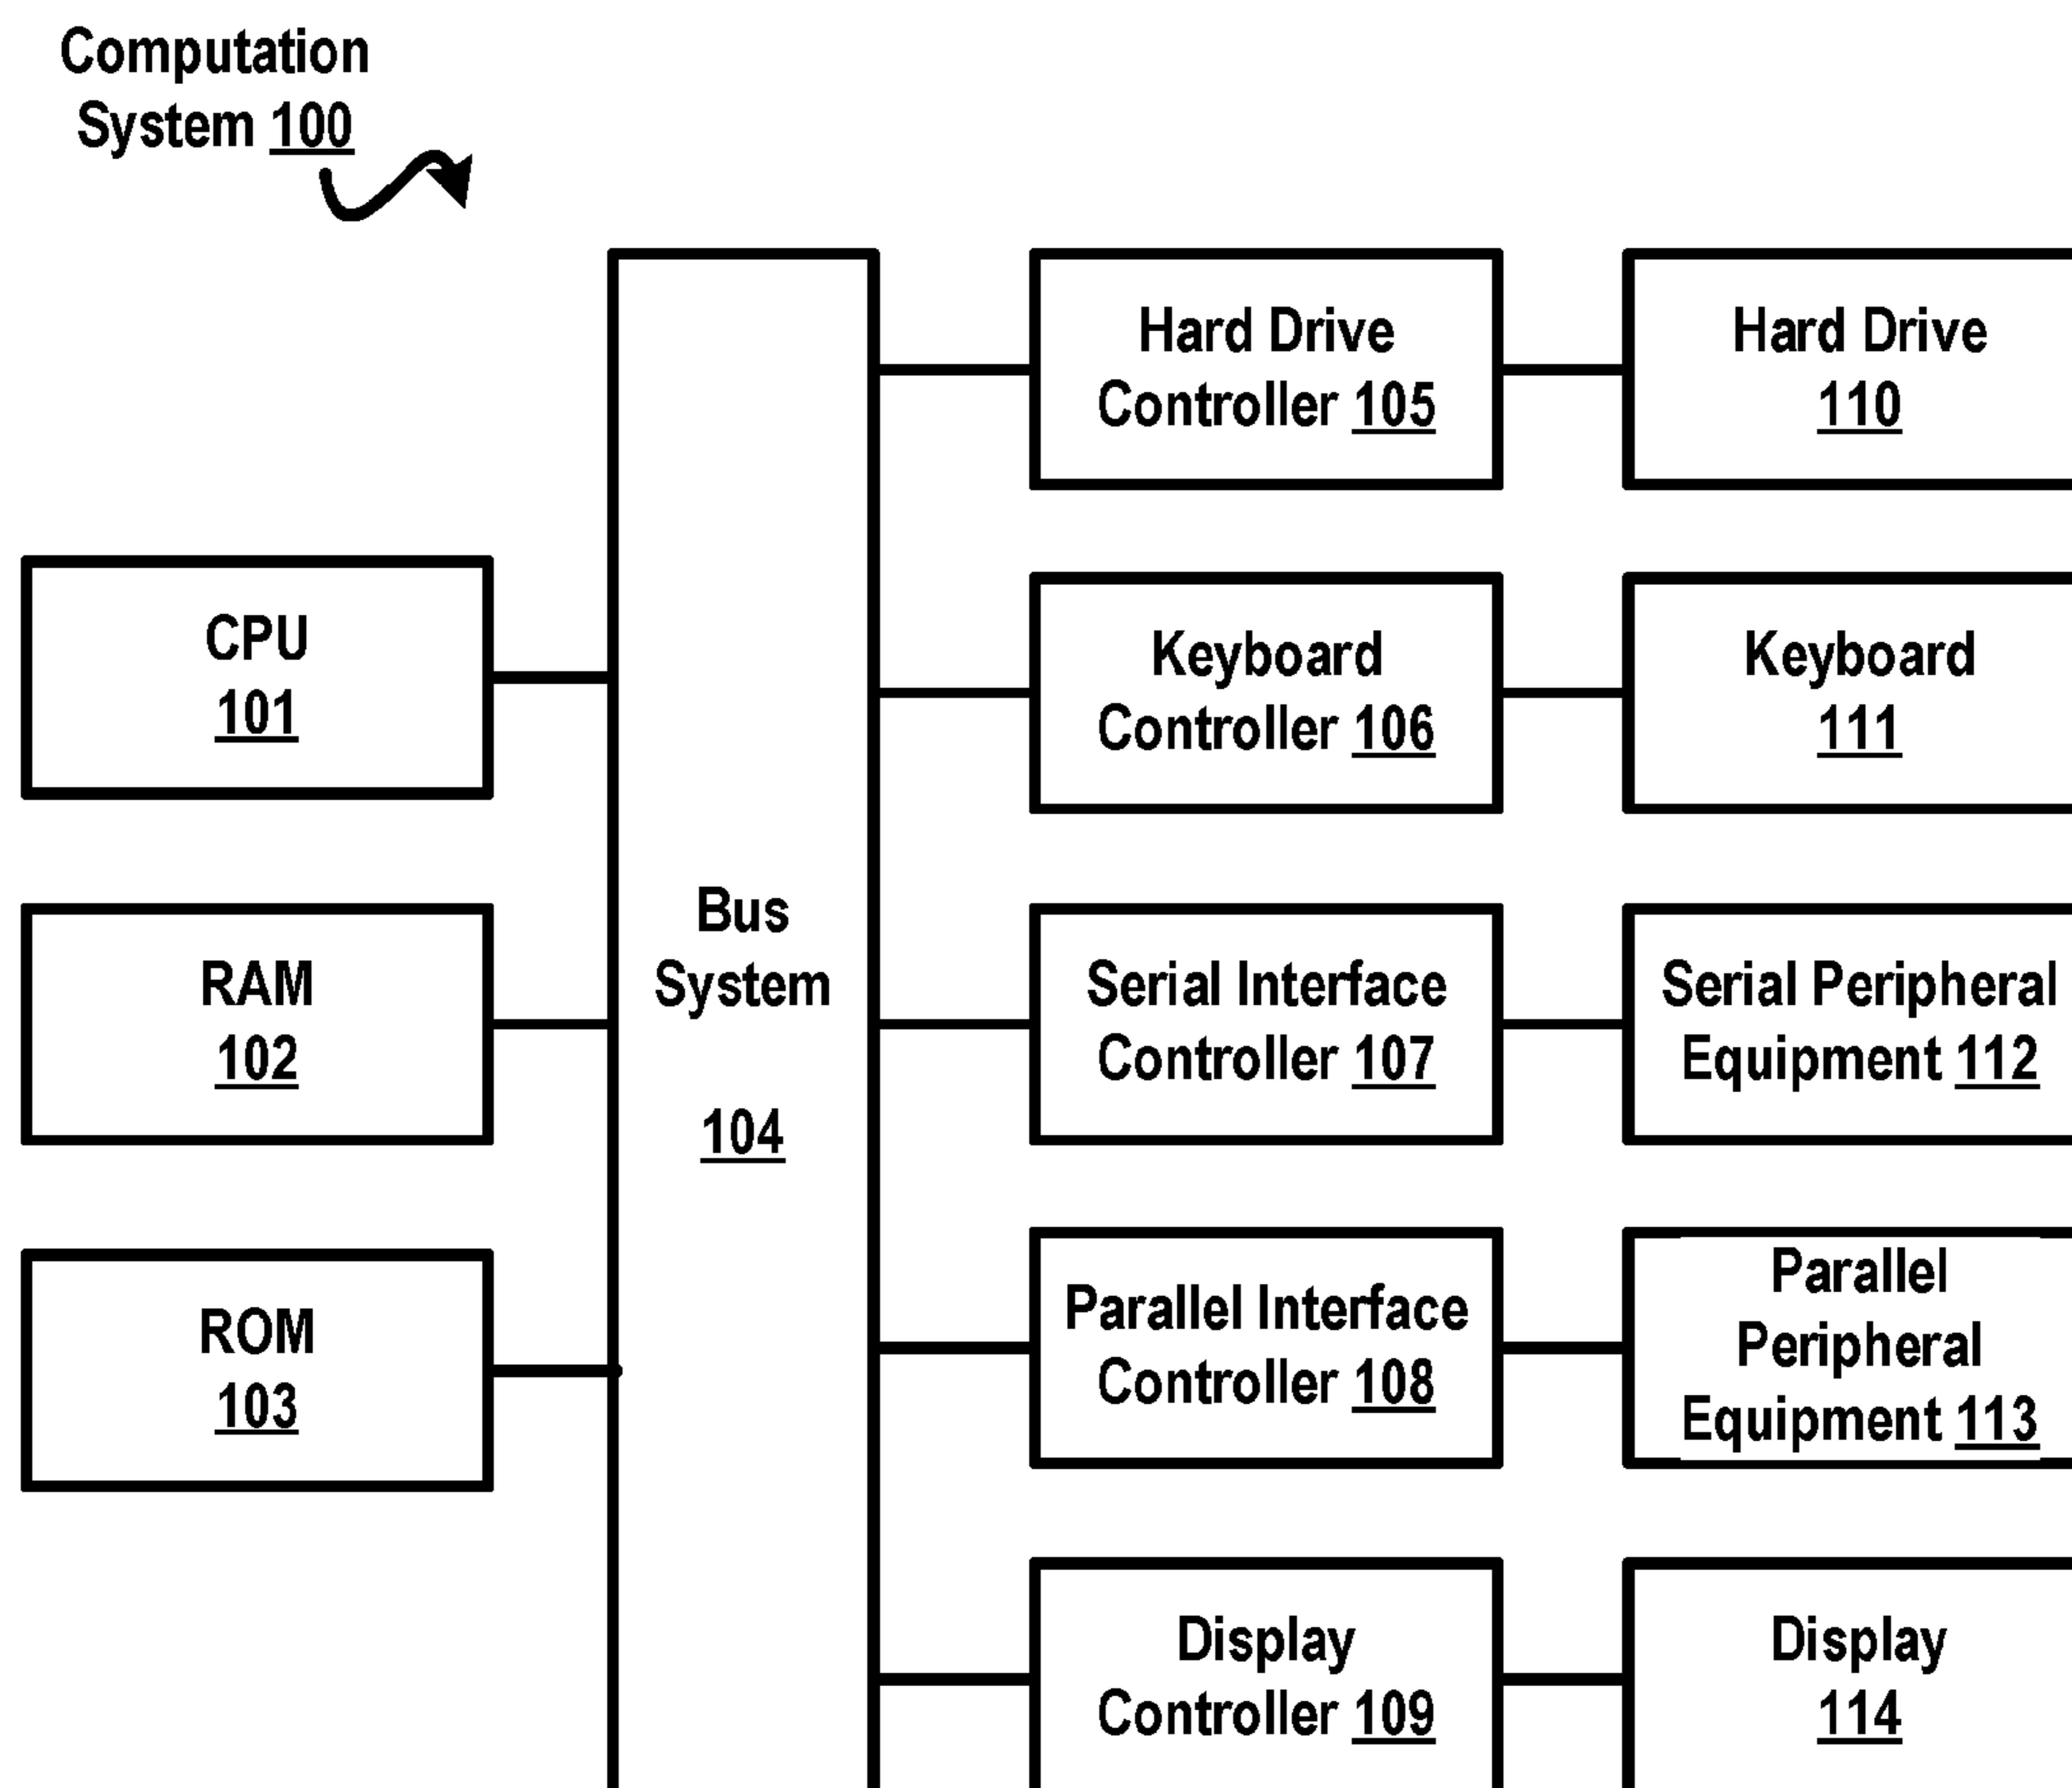 Computation
System 100
CPU
101
RAM
102
ROM
103
Bus
System
104
Hard Drive
Controller 105
Hard Drive
110
Keyboard
Controller 106
Keyboard
111
Serial Interface
Controller 107
Serial Peripheral
Equipment 112
Parallel Interface
Controller 108
Parallel
Peripheral
Equipment 113
Display
Controller 109
Display
114